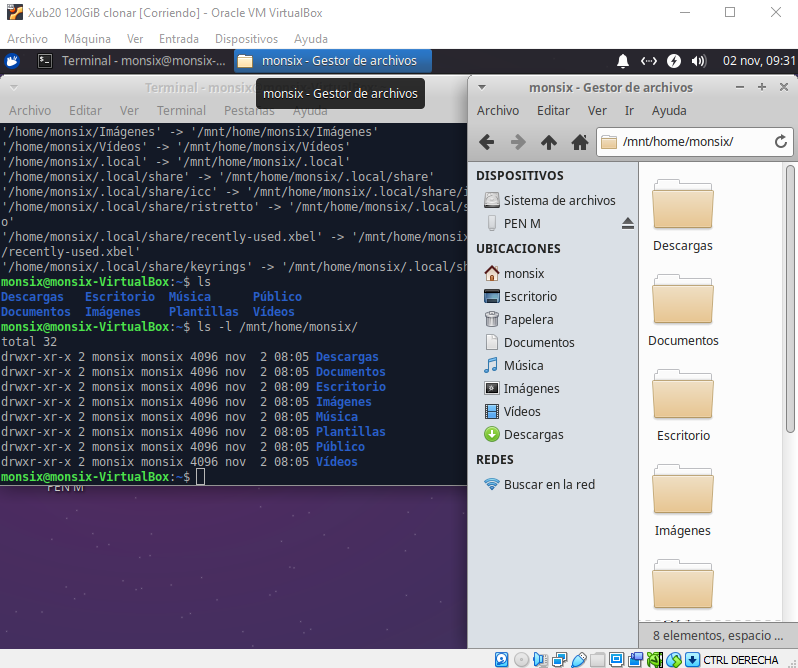 Xub20 120GiB clonar [Corriendo] - Oracle VM VirtualBox
Archivo Máquina Ver Entrada Dispositivos Ayuda
Terminal - monsix@monsix-... monsix - Gestor de archivos 02 nov, 09:31
Terminal - monsix@monsix-
monsix - Gestor de archivos
Archivo Editar Ver Terminal Pestañas Ayuda
'/home/monsix/Imágenes' -> '/mnt/home/monsix/Imágenes'
'/home/monsix/Vídeos' -> '/mnt/home/monsix/Vídeos'
'/home/monsix/.local' -> '/mnt/home/monsix/.local'
'/home/monsix/.local/share' -> '/mnt/home/monsix/.local/share'
'/home/monsix/.local/share/icc' -> '/mnt/home/monsix/.local/share/i
'/home/monsix/.local/share/ristretto' -> '/mnt/home/monsix/.local/s
o'
'/home/monsix/.local/share/recently-used.xbel' -> '/mnt/home/monsix
/recently-used.xbel'
'/home/monsix/.local/share/keyrings' -> '/mnt/home/monsix/.local/sh
monsix@monsix-VirtualBox:~$ ls
Descargas Escritorio Música Público
Documentos Imágenes Plantillas Vídeos
monsix@monsix-VirtualBox:~$ ls -l /mnt/home/monsix/
total 32
drwxr-xr-x 2 monsix monsix 4096 nov 2 08:05 Descargas
drwxr-xr-x 2 monsix monsix 4096 nov 2 08:05 Documentos
drwxr-xr-x 2 monsix monsix 4096 nov 2 08:09 Escritorio
drwxr-xr-x 2 monsix monsix 4096 nov 2 08:05 Imágenes
drwxr-xr-x 2 monsix monsix 4096 nov 2 08:05 Música
drwxr-xr-x 2 monsix monsix 4096 nov 2 08:05 Plantillas
drwxr-xr-x 2 monsix monsix 4096 nov 2 08:05 Público
drwxr-xr-x 2 monsix monsix 4096 nov 2 08:05 Vídeos
monsix@monsix-VirtualBox:~$
PEN M
monsix - Gestor de archivos
Archivo Editar Ver Ir Ayuda
/mnt/home/monsix/
DISPOSITIVOS
Sistema de archivos
PEN M
UBICACIONES
monsix
Escritorio
Papelera
Documentos
Música
Imágenes
Vídeos
Descargas
REDES
Buscar en la red
Descargas
Documentos
Escritorio
Imágenes
8 elementos, espacio ...
CTRL DERECHA